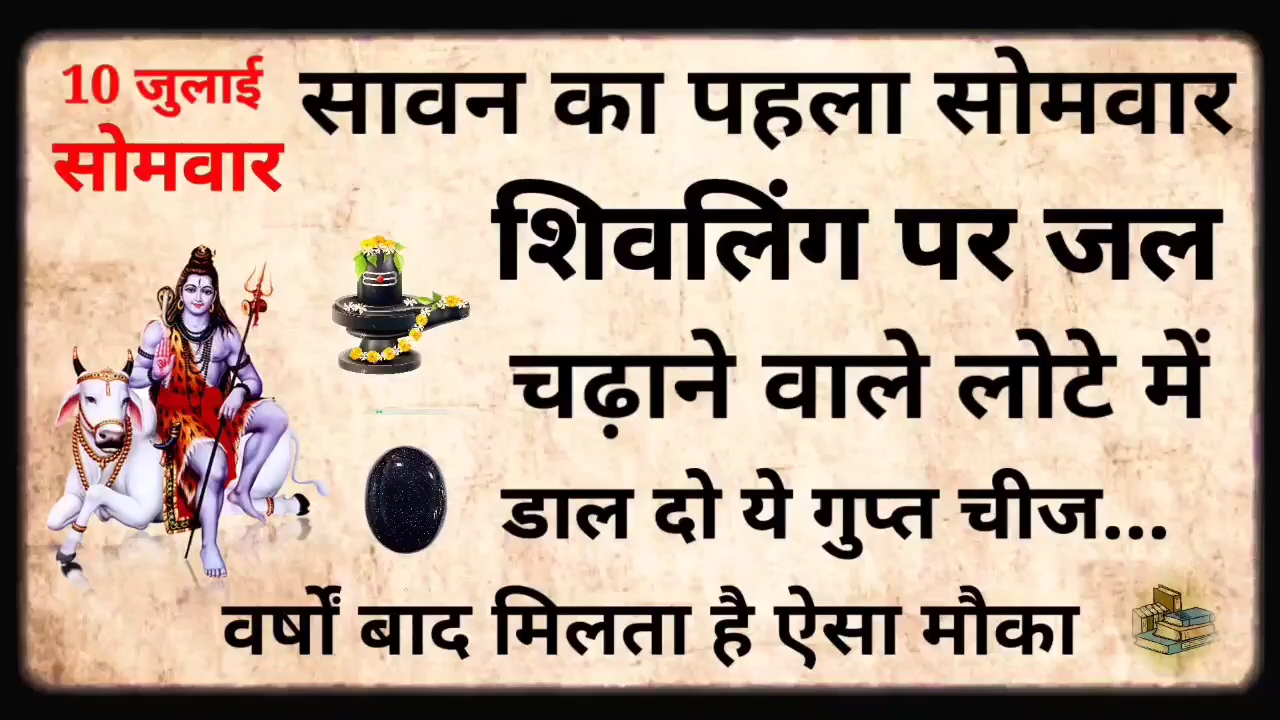 10 जुलाई
सोमवार
सावन का पहला सोमवार
शिवलिंग पर जल
चढ़ाने वाले लोटे में
डाल दो ये गुप्त चीज...
वर्षों बाद मिलता है ऐसा मौका